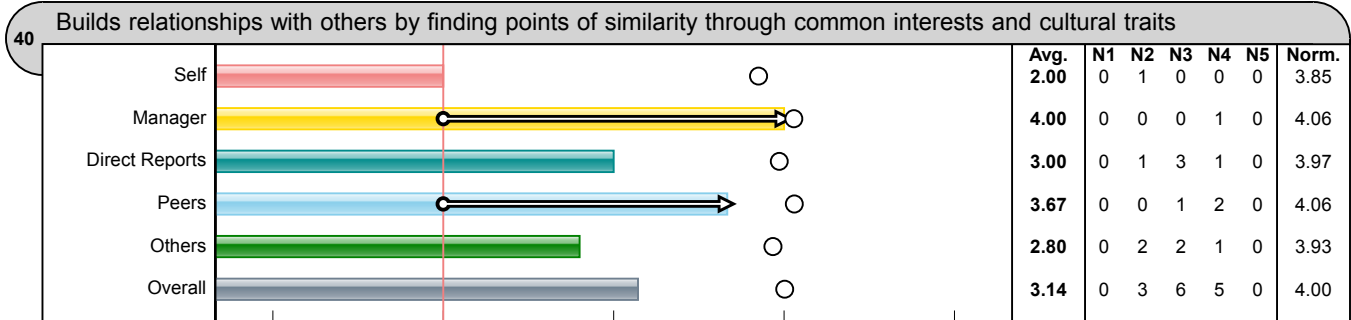 Builds relationships with others by finding points of similarity through common interests and cultural traits
40
Avg. N1 N2 N3 N4 N5 Norm.
Self 2.00 0 1 0 0 0 3.85
Manager 4.00 0 0 0 1 0 4.06
Direct Reports 3.00 0 1 3 1 0 3.97
Peers 3.67 0 0 1 2 0 4.06
Others 2.80 0 2 2 1 0 3.93
Overall 3.14 0 3 6 5 0 4.00